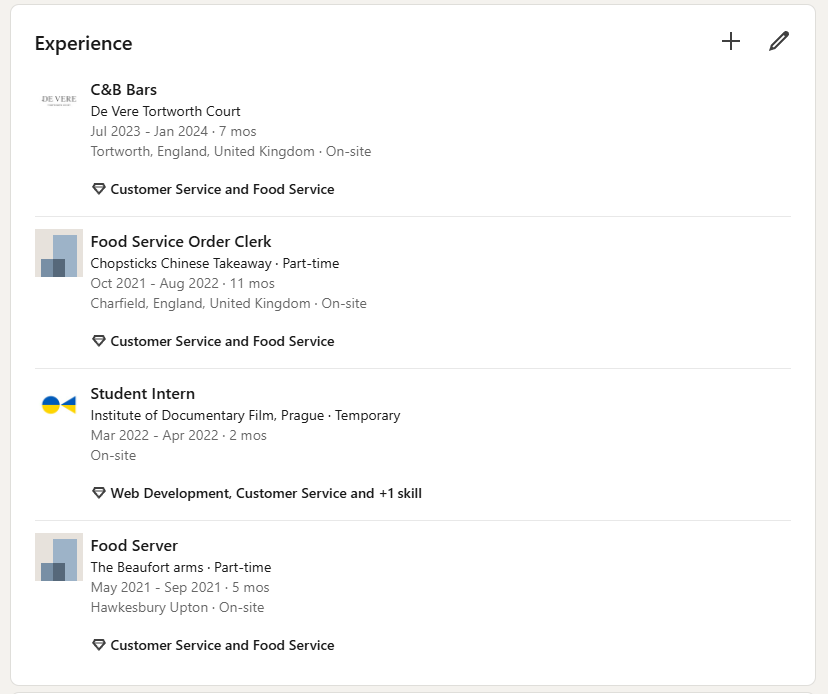 Experience
C&B Bars
DE VERE
De Vere Tortworth Court
Jul 2023 - Jan 2024 · 7 mos
Tortworth, England, United Kingdom · On-site
Customer Service and Food Service
Food Service Order Clerk
Chopsticks Chinese Takeaway · Part-time
Oct 2021 - Aug 2022 · 11 mos
Charfield, England, United Kingdom · On-site
Customer Service and Food Service
Student Intern
Institute of Documentary Film, Prague · Temporary
Mar 2022 - Apr 2022 · 2 mos
On-site
Web Development, Customer Service and +1 skill
Food Server
The Beaufort arms · Part-time
May 2021 - Sep 2021 · 5 mos
Hawkesbury Upton · On-site
Customer Service and Food Service